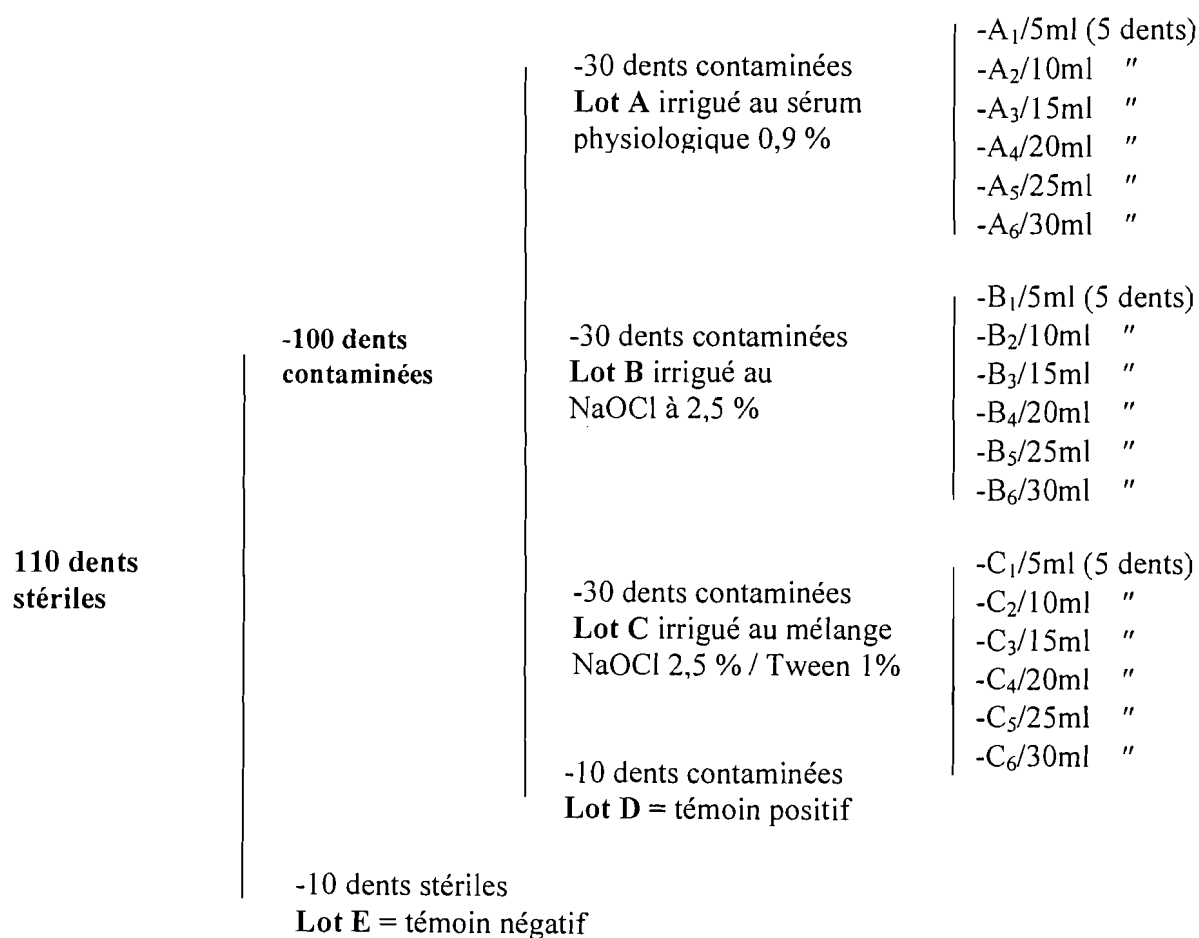 110 dents
stériles
-100 dents
contaminées
-30 dents contaminées
Lot A irrigué au sérum
physiologique 0,9 %
-A₁/5ml (5 dents)
-A₂/10ml "
-A₃/15ml "
-A₄/20ml "
-A₅/25ml "
-A₆/30ml "
-30 dents contaminées
Lot B irrigué au
NaOCl à 2,5 %
-B₁/5ml (5 dents)
-B₂/10ml "
-B₃/15ml "
-B₄/20ml "
-B₅/25ml "
-B₆/30ml "
-30 dents contaminées
Lot C irrigué au mélange
NaOCl 2,5 % / Tween 1%
-C₁/5ml (5 dents)
-C₂/10ml "
-C₃/15ml "
-C₄/20ml "
-C₅/25ml "
-C₆/30ml "
-10 dents contaminées
Lot D = témoin positif
-10 dents stériles
Lot E = témoin négatif